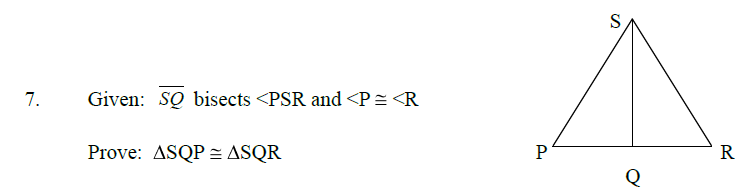 S
7. Given: SQ bisects <PSR and <P ≅ <R
Prove: ΔSQP ≅ ΔSQR
P R
Q